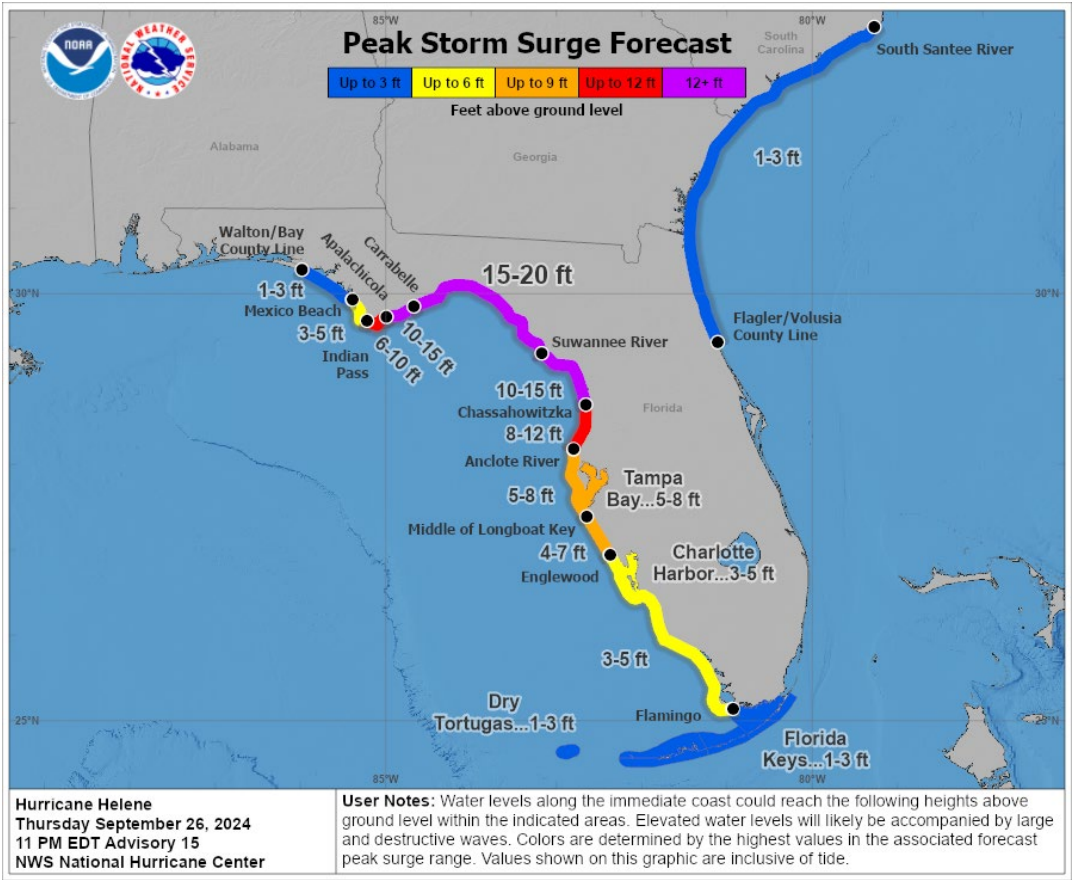 85°W
80°W
NOAA
NATIONAL WEATHER SERVICE
Peak Storm Surge Forecast
Up to 3 ft
Up to 6 ft
Up to 9 ft
Up to 12 ft
12+ ft
Feet above ground level
South
Carolina
South Santee River
Alabama
Georgia
1-3 ft
Walton/Bay
County Line
Apalachicola
Carrabelle
15-20 ft
30°N
30°N
1-3 ft
Mexico Beach
3-5 ft
Indian
Pass
6-10 ft
10-15 ft
Suwannee River
Flagler/Volusia
County Line
10-15 ft
Chassahowitzka
Florida
8-12 ft
Anclote River
5-8 ft
Tampa
Bay...5-8 ft
Middle of Longboat Key
4-7 ft
Englewood
Charlotte
Harbor...3-5 ft
3-5 ft
Dry
Tortugas...1-3 ft
Flamingo
25°N
25°N
Florida
Keys...1-3 ft
85°W
80°W
Hurricane Helene
Thursday September 26, 2024
11 PM EDT Advisory 15
NWS National Hurricane Center
User Notes: Water levels along the immediate coast could reach the following heights above
ground level within the indicated areas. Elevated water levels will likely be accompanied by large
and destructive waves. Colors are determined by the highest values in the associated forecast
peak surge range. Values shown on this graphic are inclusive of tide.